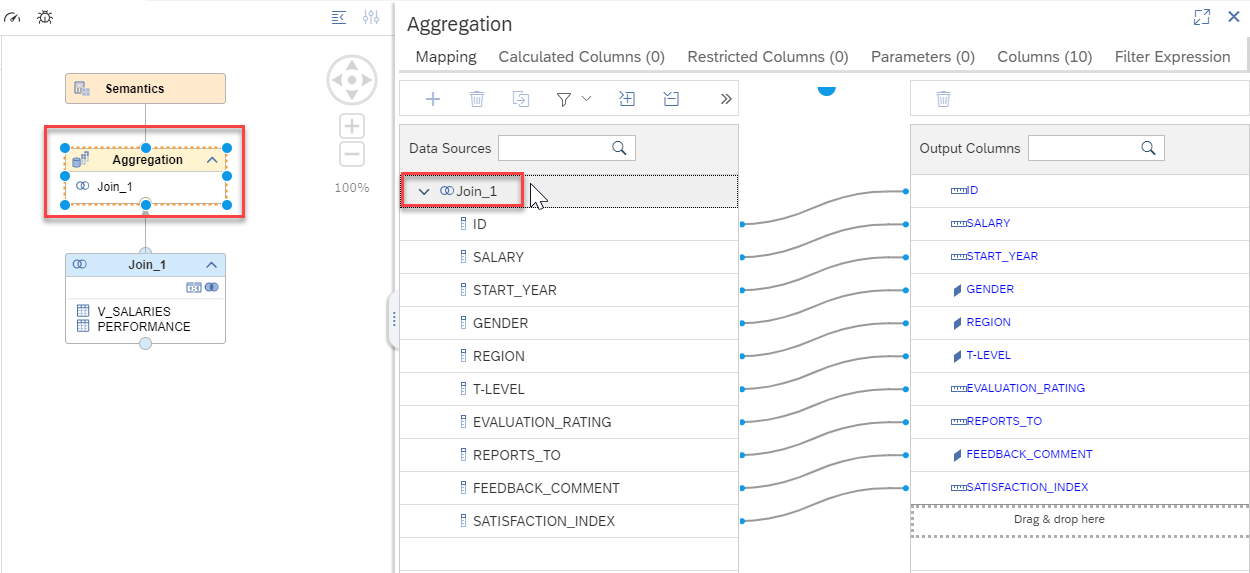 Aggregation
Mapping Calculated Columns (0) Restricted Columns (0) Parameters (0) Columns (10) Filter Expression
Semantics
Aggregation
Join_1
100%
Join_1
V_SALARIES
PERFORMANCE
Data Sources
Join_1
ID
SALARY
START_YEAR
GENDER
REGION
T-LEVEL
EVALUATION_RATING
REPORTS_TO
FEEDBACK_COMMENT
SATISFACTION_INDEX
Output Columns
ID
SALARY
START_YEAR
GENDER
REGION
T-LEVEL
EVALUATION_RATING
REPORTS_TO
FEEDBACK_COMMENT
SATISFACTION_INDEX
Drag & drop here